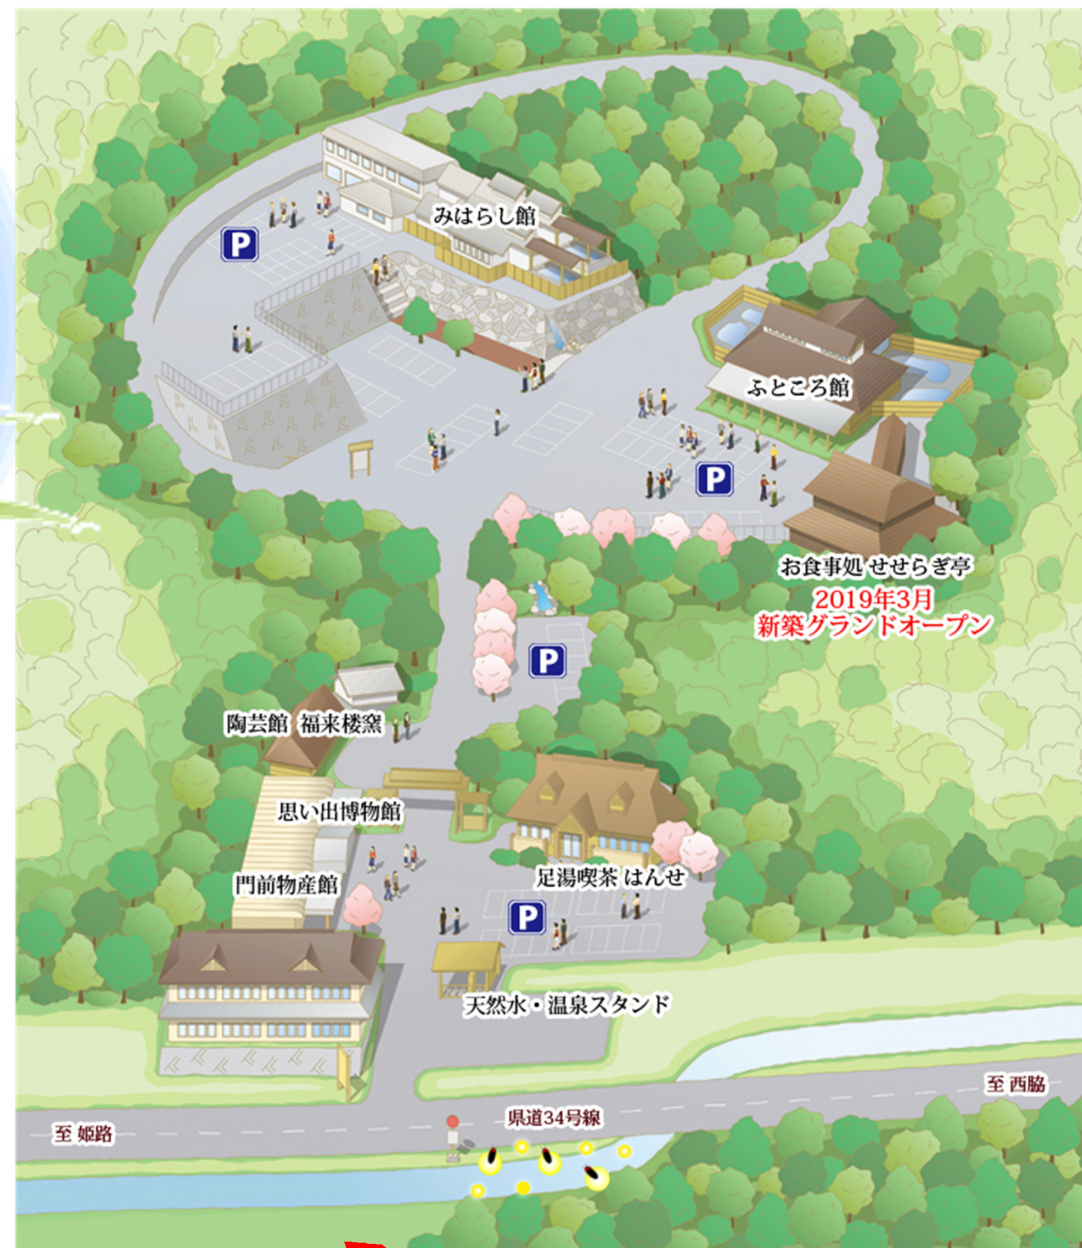 みはらし館
P
ふところ館
P
お食事処 せせらぎ亭
2019年3月
新築グランドオープン
P
陶芸館 福来楼窯
思い出博物館
門前物産館
足湯喫茶 はんせ
P
天然水・温泉スタンド
至 西脇
県道34号線
至 姫路